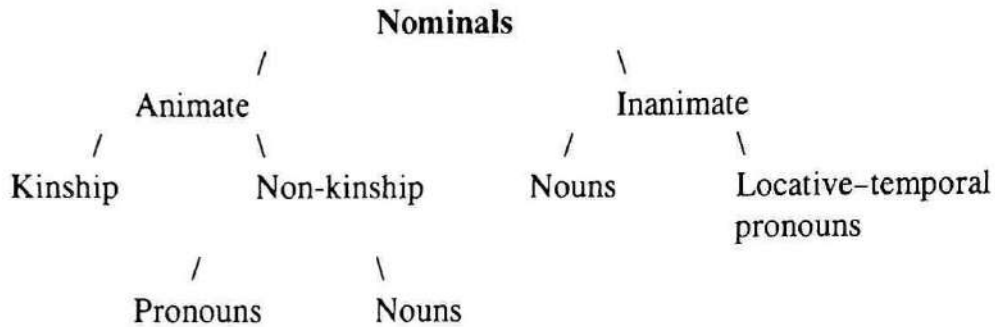 Nominals
/ \
Animate Inanimate
/ \ / \
Kinship Non-kinship Nouns Locative–temporal
pronouns
/ \
Pronouns Nouns